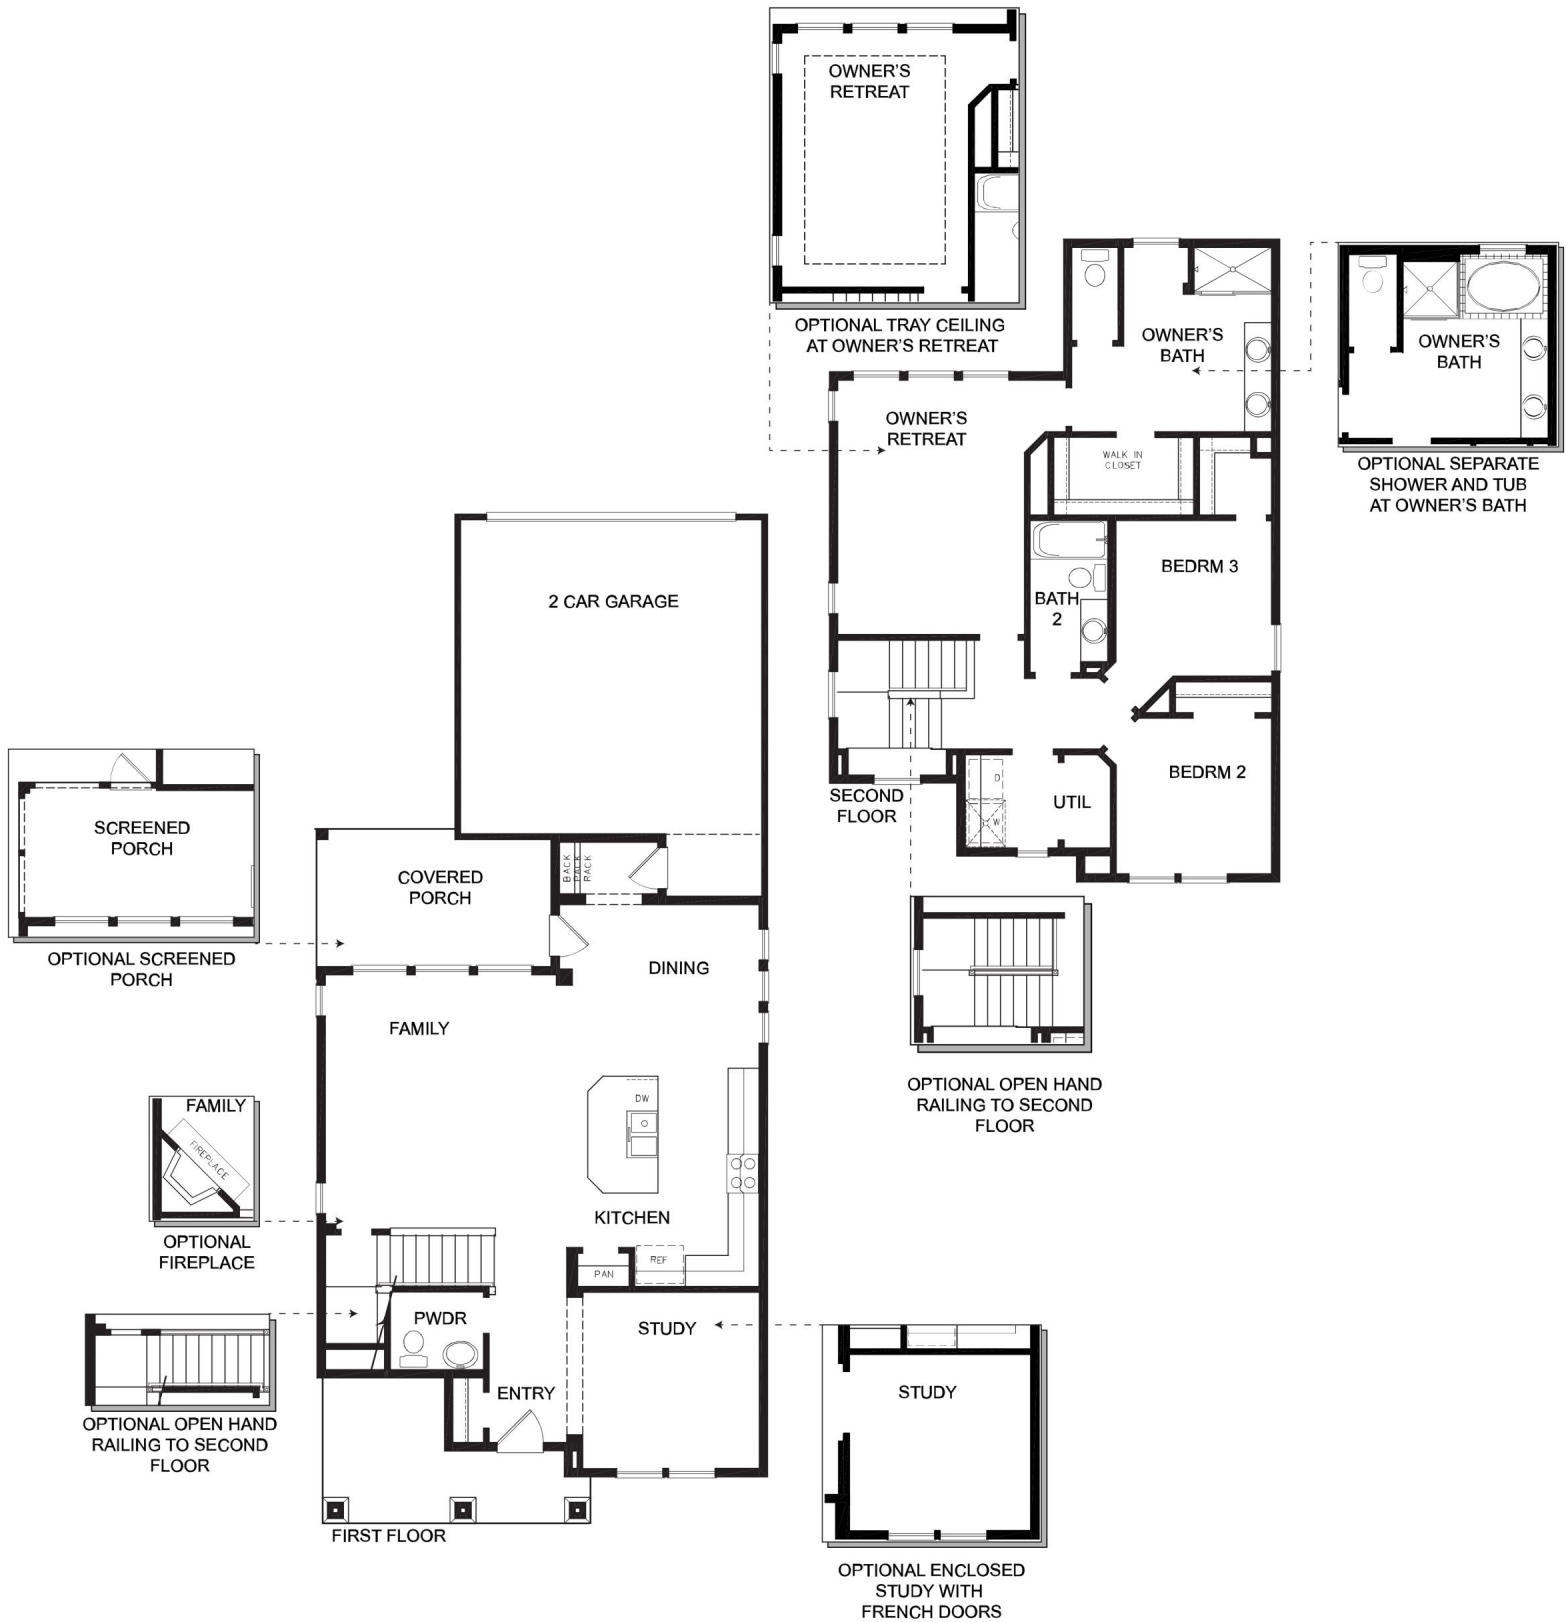 OWNER'S
RETREAT
OPTIONAL TRAY CEILING
AT OWNER'S RETREAT
OWNER'S
BATH
OWNER'S
BATH
OPTIONAL SEPARATE
SHOWER AND TUB
AT OWNER'S BATH
OWNER'S
RETREAT
WALK IN
CLOSET
BEDRM 3
BATH
2
BEDRM 2
D
W
UTIL
SECOND
FLOOR
OPTIONAL OPEN HAND
RAILING TO SECOND
FLOOR
2 CAR GARAGE
BACK
PACK
RACK
COVERED
PORCH
SCREENED
PORCH
OPTIONAL SCREENED
PORCH
DINING
FAMILY
DW
KITCHEN
REF
PAN
FAMILY
FIREPLACE
OPTIONAL
FIREPLACE
PWDR
STUDY
ENTRY
OPTIONAL OPEN HAND
RAILING TO SECOND
FLOOR
FIRST FLOOR
STUDY
OPTIONAL ENCLOSED
STUDY WITH
FRENCH DOORS